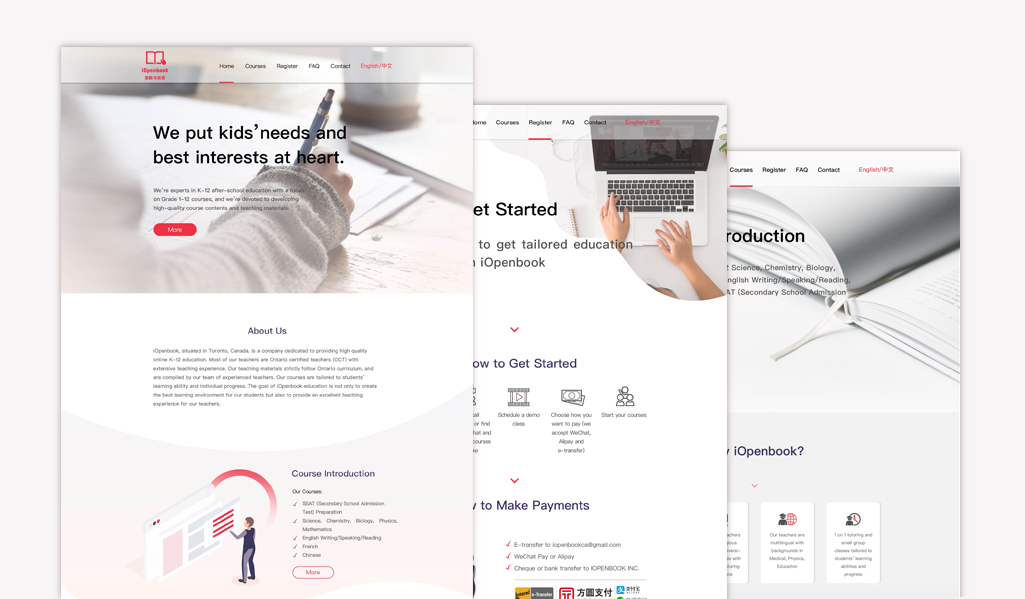 iOpenbook
Home Courses Register FAQ Contact English/中文
We put kids'needs and
best interests at heart.
We're experts in K-12 after-school education with a focus
on Grade 1-12 courses, and we're devoted to developing
high-quality course contents and teaching materials.
More
About Us
iOpenbook, situated in Toronto, Canada, is a company dedicated to providing high quality
online K-12 education. Most of our teachers are Ontario certified teachers (OCT) with
extensive teaching experience. Our teaching materials strictly follow Ontario curriculum, and
are compiled by our team of experienced teachers. Our courses are tailored to students'
learning ability and individual progress. The goal of iOpenbook education is not only to create
the best learning environment for our students but also to provide an excellent teaching
experience for our teachers.
Course Introduction
Our Courses:
SSAT (Secondary School Admission
Test) Preparation
Science, Chemistry, Biology, Physics,
Mathematics
English Writing/Speaking/Reading
French
Chinese
More
ome Courses Register FAQ Contact English/中文
et Started
to get tailored education
n iOpenbook
ow to Get Started
all
or find
hat and
courses
ke
Schedule a demo
class
Choose how you
want to pay (we
accept WeChat,
Alipay and
e-transfer)
Start your courses
y to Make Payments
E-transfer to iopenbookca@gmail.com
WeChat Pay or Alipay
Cheque or bank transfer to IOPENBOOK INC.
e-Transfer
方圆支付
支付宝
Courses Register FAQ Contact English/中文
roduction
Science, Chemistry, Biology,
nglish Writing/Speaking/Reading,
AT (Secondary School Admission
y iOpenbook?
achers
gious
iversi-
e with
toring
nce
Our teachers are
multilingual with
backgrounds in
Medical, Physics,
Education
1 on 1 tutoring and
small group
classes tailored to
students' learning
abilities and
progress